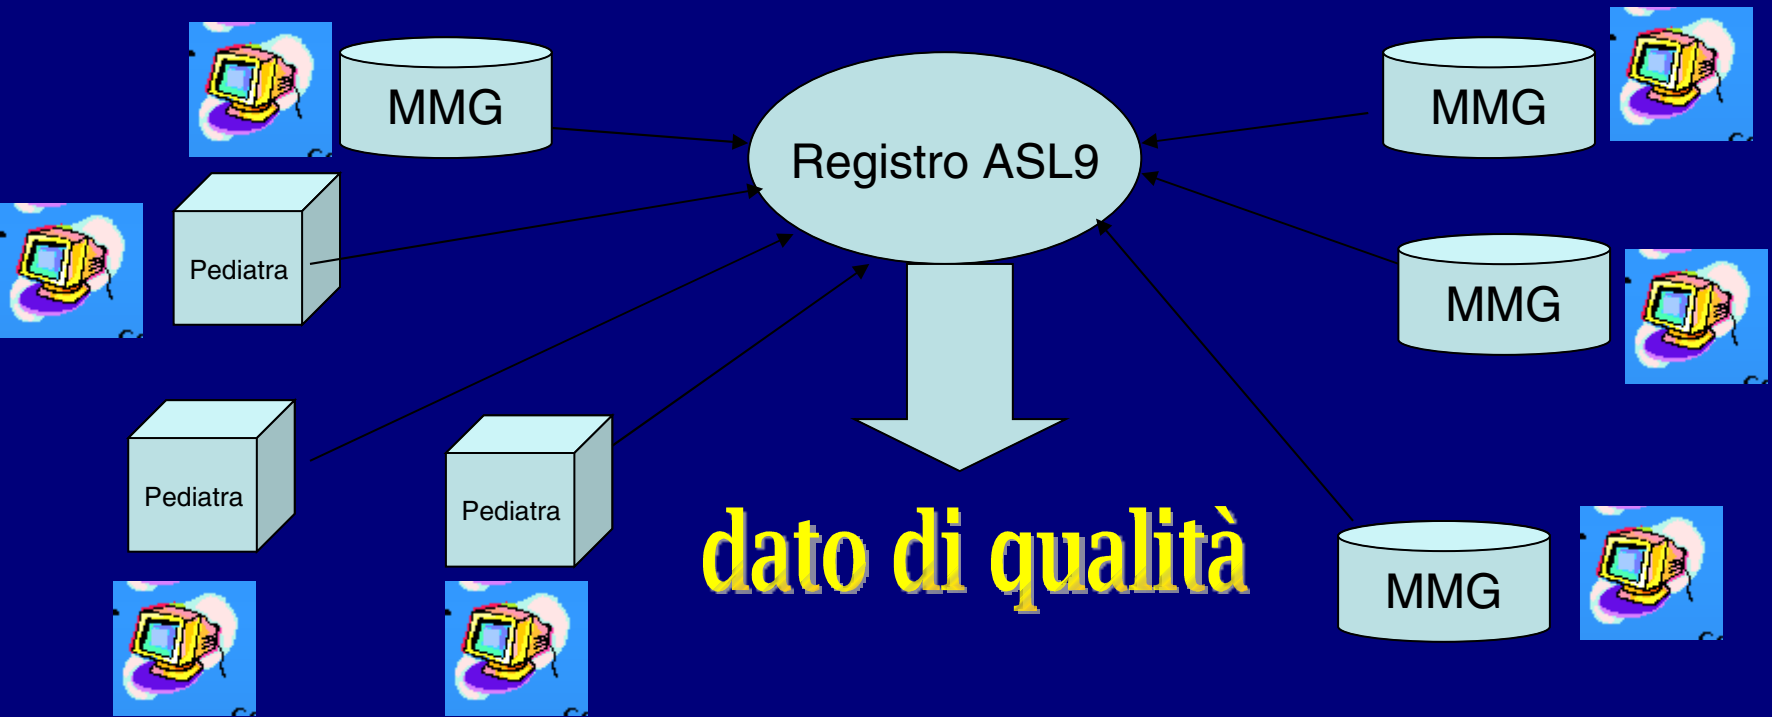 MMG
MMG
Registro ASL9
Pediatra
MMG
Pediatra
Pediatra
dato di qualità
MMG